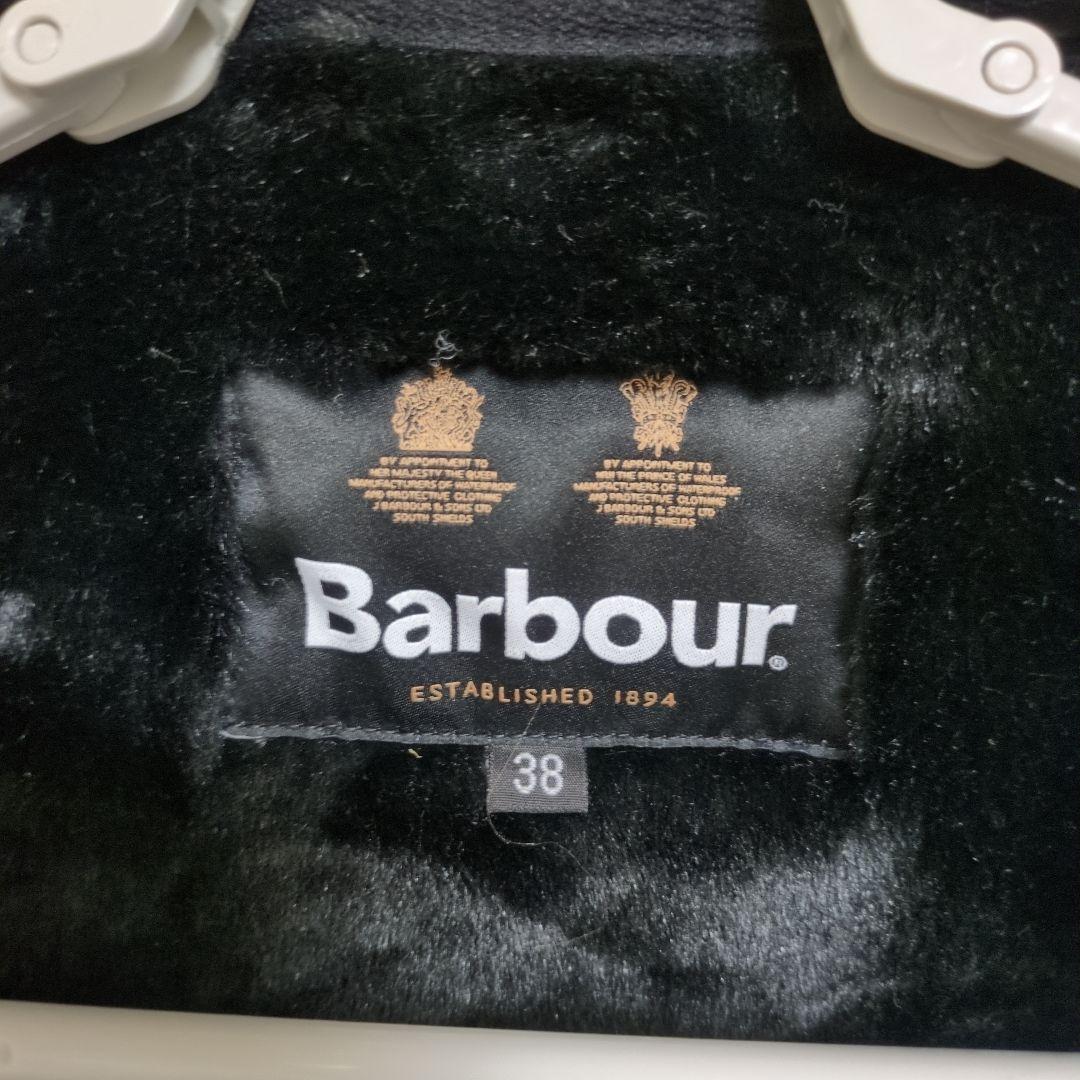 BY APPOINTMENT TO
HER MAJESTY THE QUEEN
MANUFACTURERS OF WATERPROOF
AND PROTECTIVE CLOTHING
J BARBOUR & SONS LTD
SOUTH SHIELDS
BY APPOINTMENT TO
HRH THE PRINCE OF WALES
MANUFACTURERS OF WATERPROOF
AND PROTECTIVE CLOTHING
J BARBOUR & SONS LTD
SOUTH SHIELDS
Barbour®
ESTABLISHED 1894
38